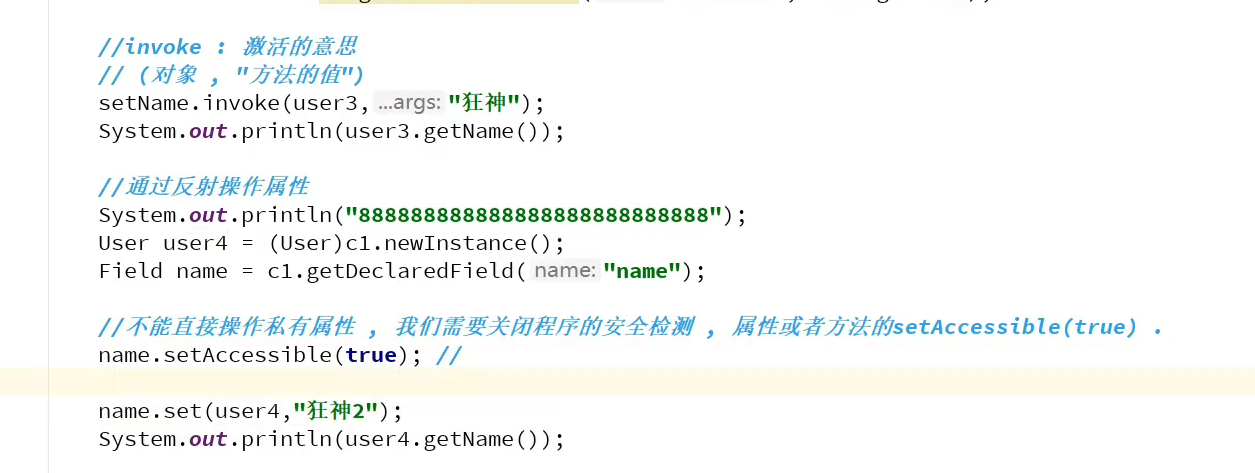 //invoke : 激活的意思
// (对象 , "方法的值")
setName.invoke(user3, ...args: "狂神");
System.out.println(user3.getName());
//通过反射操作属性
System.out.println("888888888888888888888888888");
User user4 = (User)c1.newInstance();
Field name = c1.getDeclaredField( name: "name");
//不能直接操作私有属性 , 我们需要关闭程序的安全检测 , 属性或者方法的setAccessible(true) .
name.setAccessible(true); //
name.set(user4,"狂神2");
System.out.println(user4.getName());